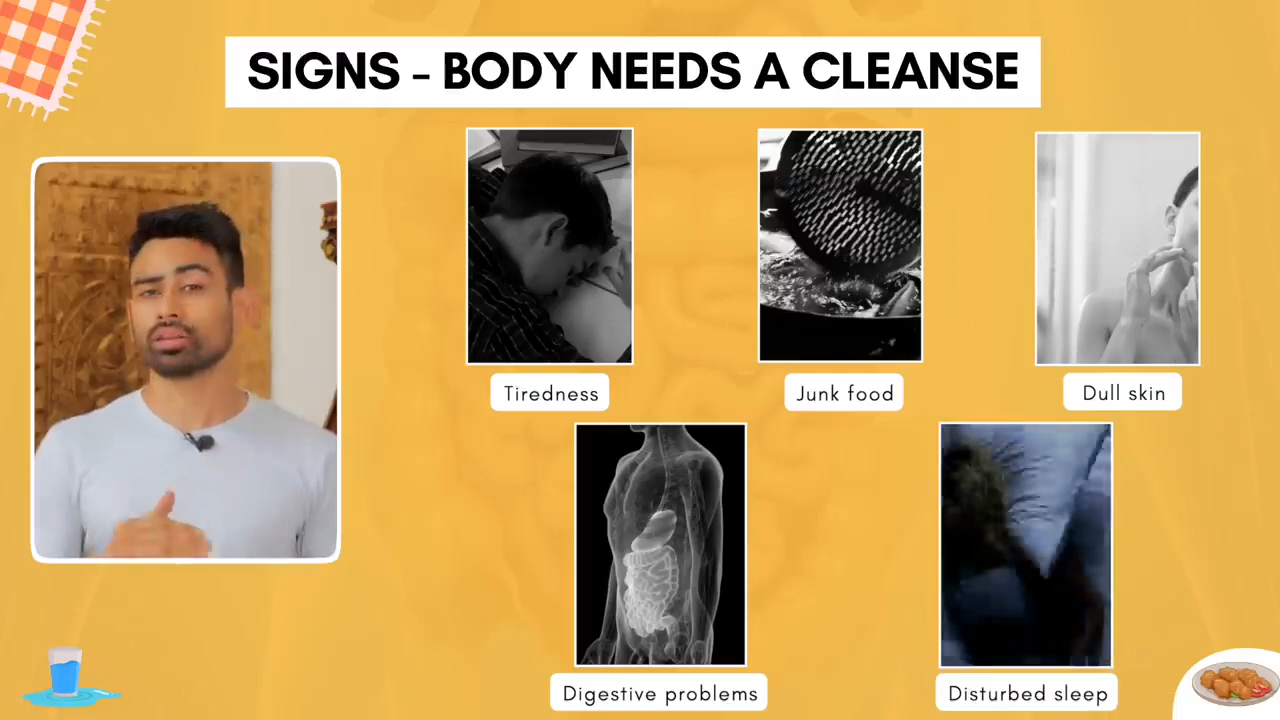 SIGNS - BODY NEEDS A CLEANSE
Tiredness
Junk food
Dull skin
Digestive problems
Disturbed sleep